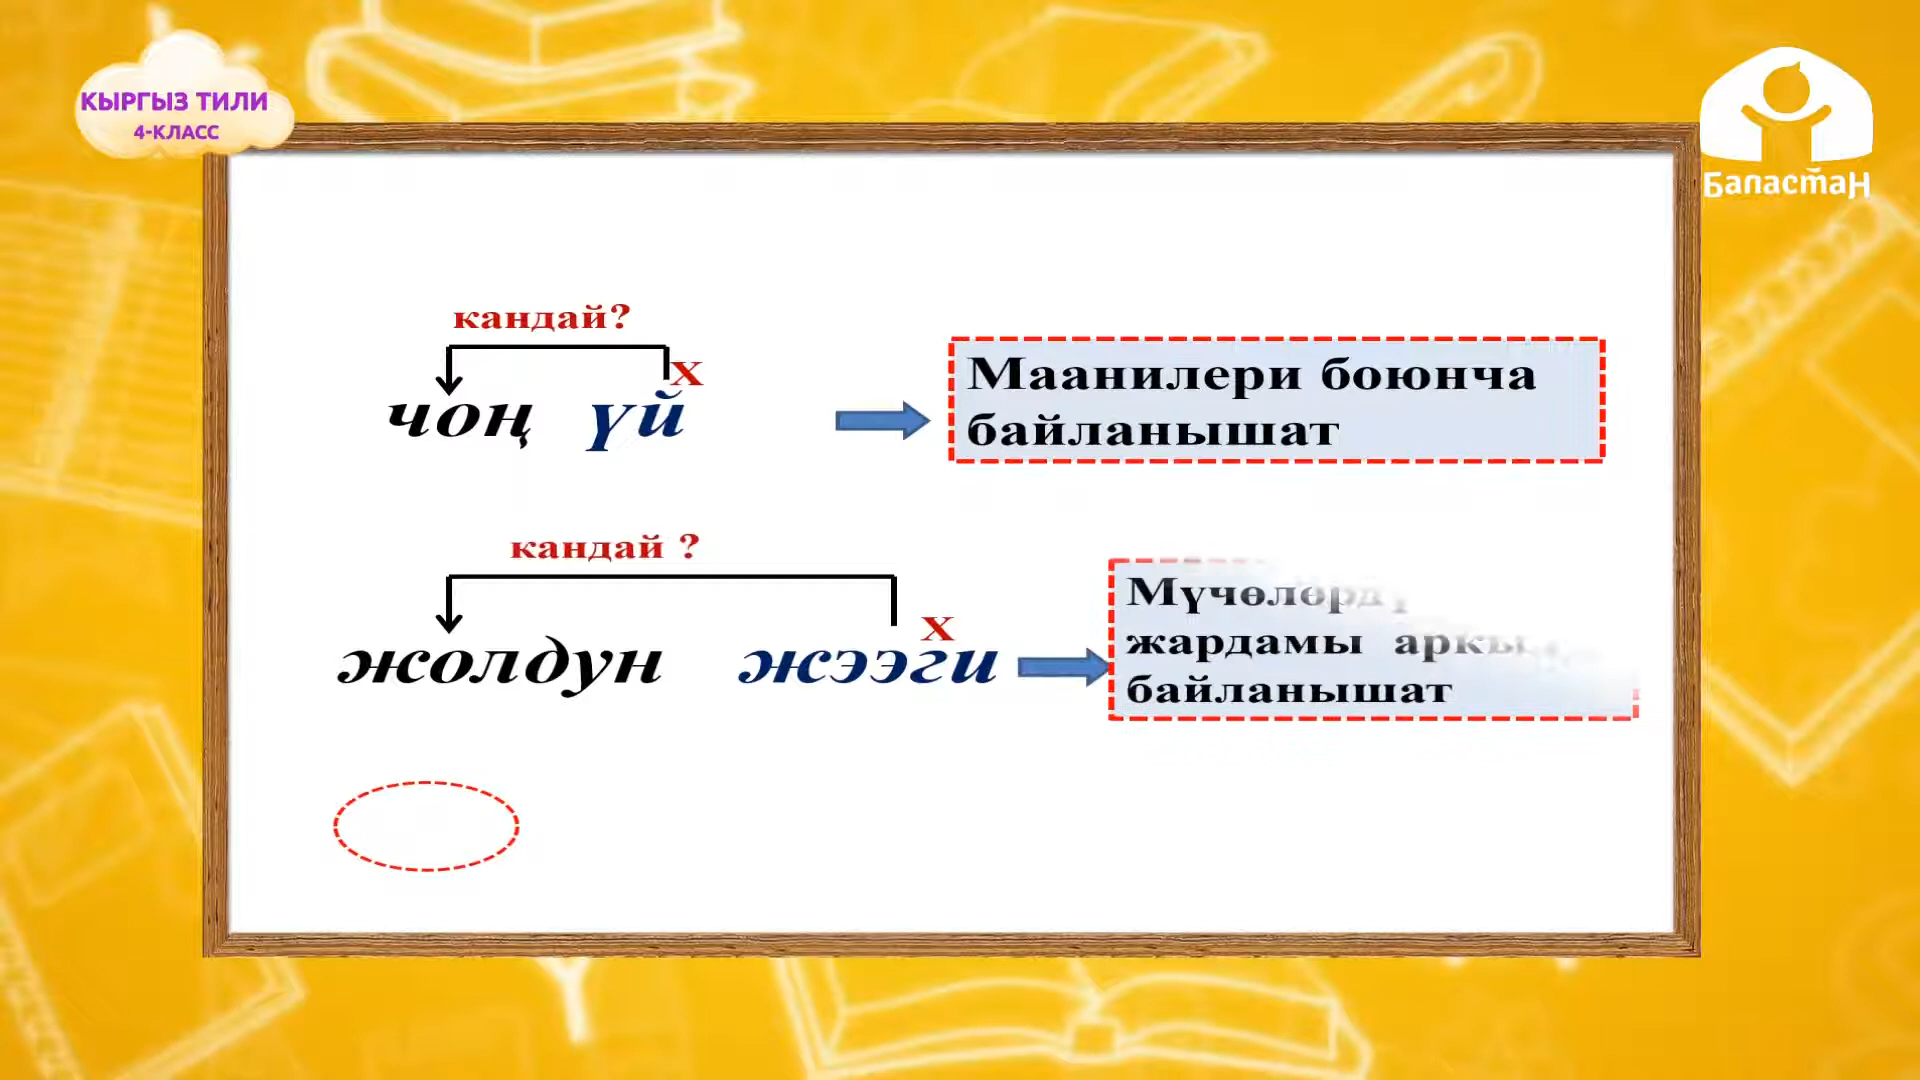 КЫРГЫЗ ТИЛИ
4-КЛАСС
Баластан
кандай?
х
чоң үй
Маанилери боюнча
байланышат
кандай ?
х
жолдун жээги
жардамы
байланышат